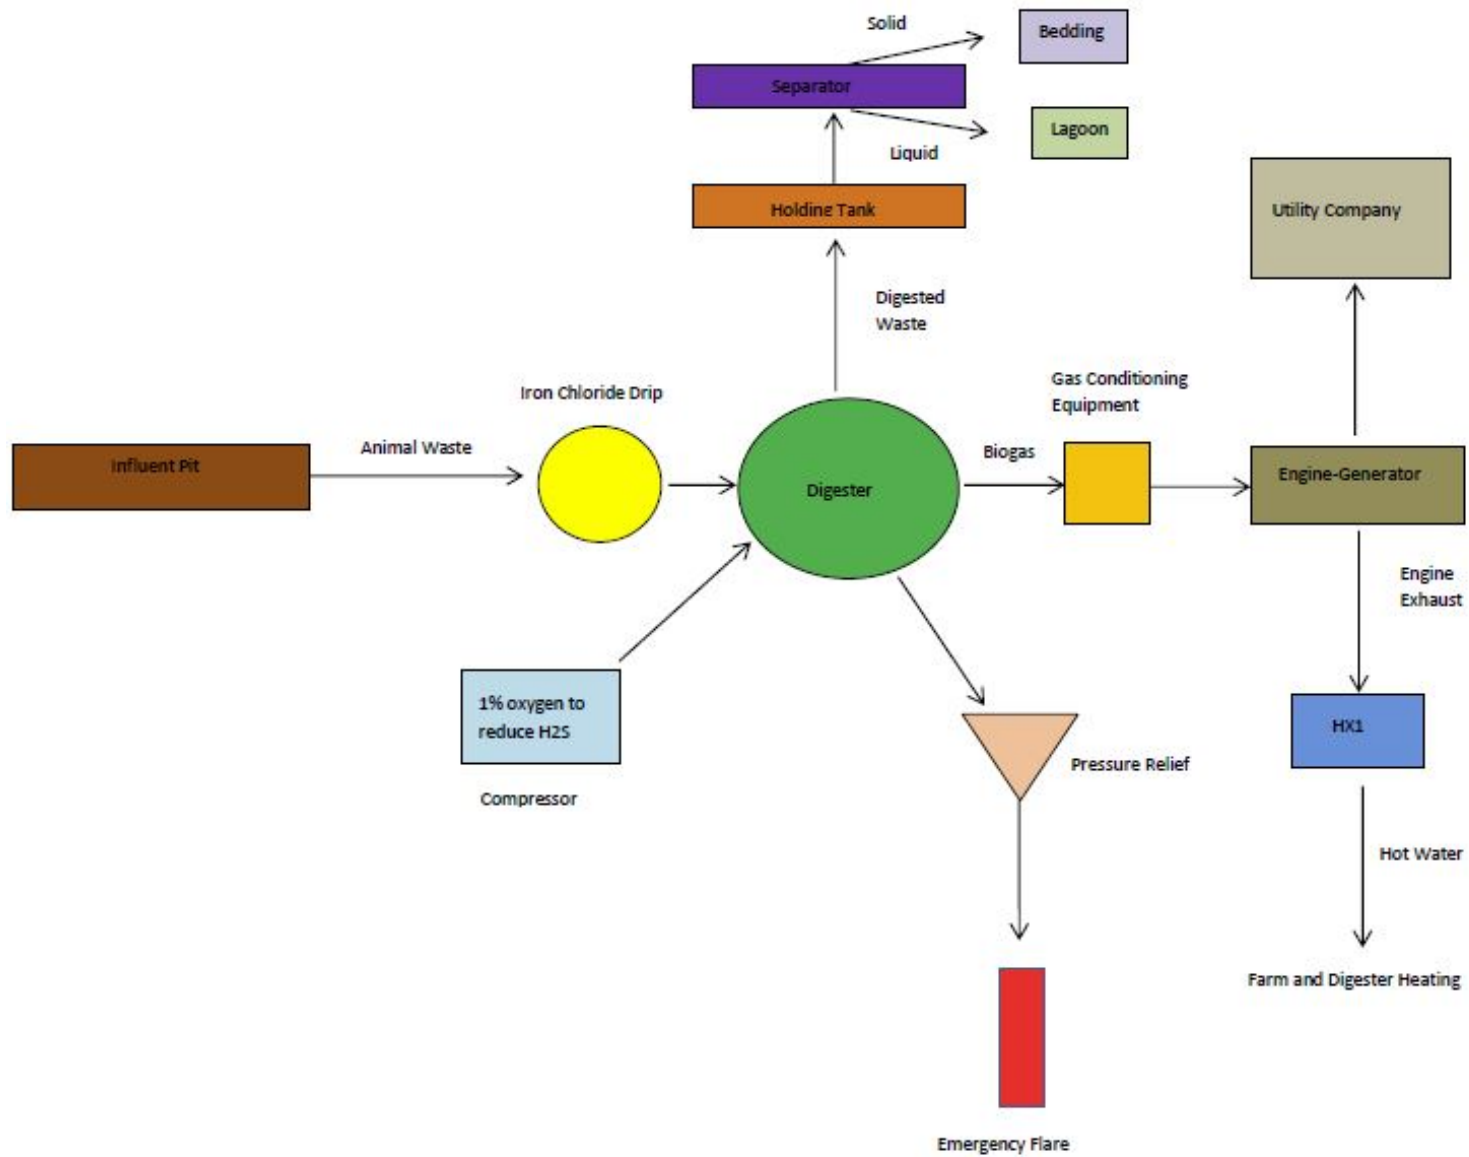 Solid
Bedding
Separator
Lagoon
Liquid
Holding Tank
Utility Company
Digested
Waste
Gas Conditioning
Equipment
Iron Chloride Drip
Animal Waste
Influent Pit
Biogas
Engine-Generator
Digester
Engine
Exhaust
1% oxygen to
reduce H2S
HX1
Pressure Relief
Compressor
Hot Water
Farm and Digester Heating
Emergency Flare